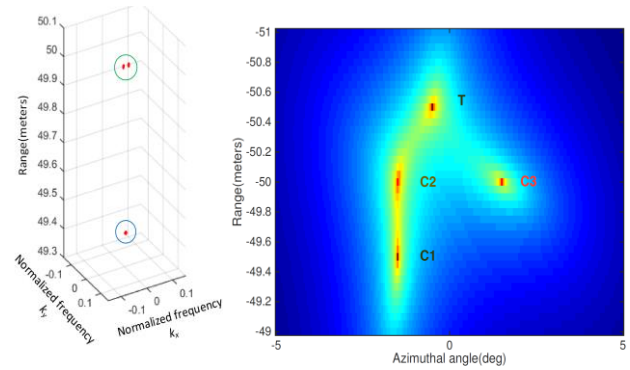 50.1
50
49.9
49.8
49.7
49.6
49.5
49.4
49.3
Range(meters)
-0.1
0
0.1
-0.1
0
0.1
Normalized frequency
ky
Normalized frequency
kx
-51
-50.8
-50.6
-50.4
-50.2
-50
-49.8
-49.6
-49.4
-49.2
-49
Range(meters)
T
C2
C3
C1
-5
0
5
Azimuthal angle(deg)